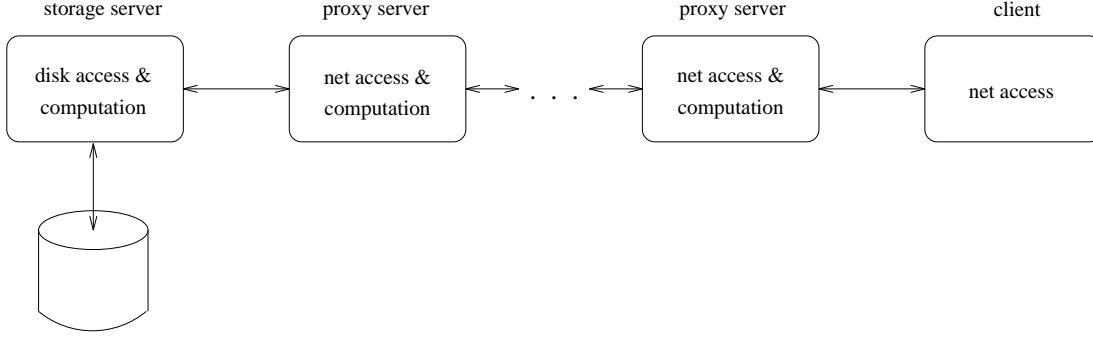 storage server
proxy server
proxy server
client
disk access &
computation
net access &
computation
. . .
net access &
computation
net access